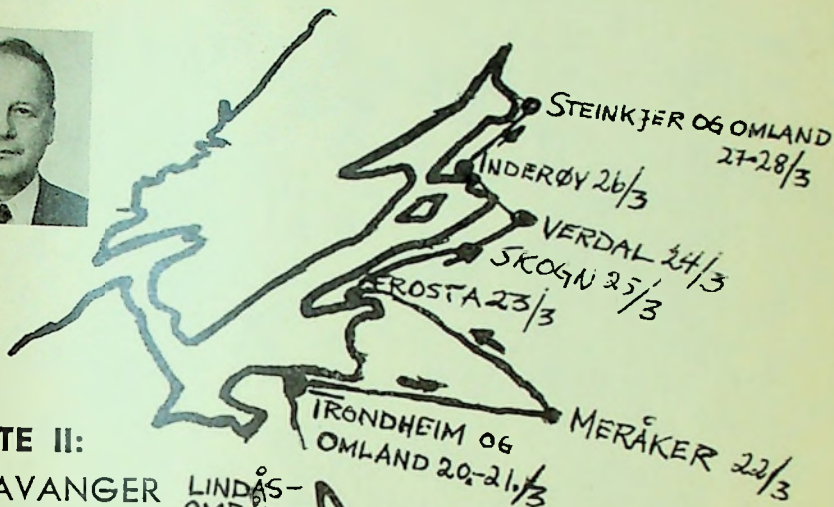 STEINKJER OG OMLAND
27-28/3
INDERØY 26/3
VERDAL 24/3
SKOGN 25/3
FROSTA 23/3
TRONDHEIM OG
OMLAND 20.-21./3
MERÅKER 22/3
TE II:
AVANGER
LINDÅS-